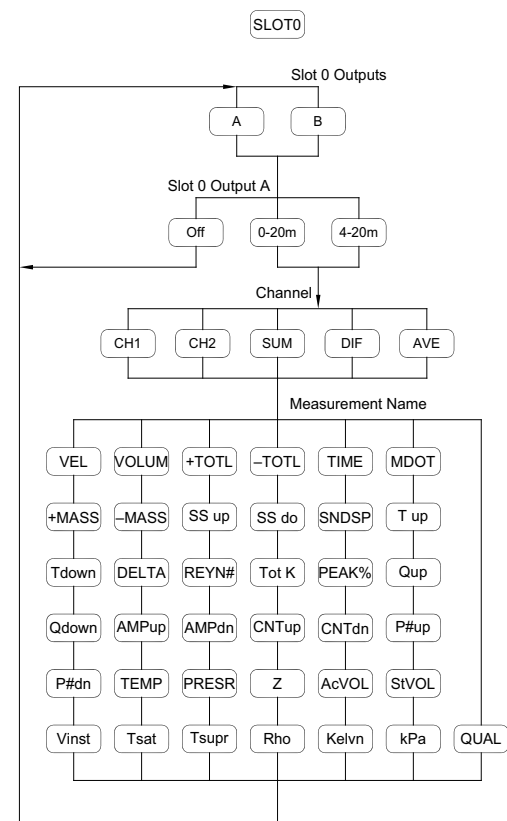 SLOT0
Slot 0 Outputs
A B
Slot 0 Output A
Off 0-20m 4-20m
Channel
CH1 CH2 SUM DIF AVE
Measurement Name
VEL VOLUM +TOTL –TOTL TIME MDOT
+MASS –MASS SS up SS do SNDSP T up
Tdown DELTA REYN# Tot K PEAK% Qup
Qdown AMPup AMPdn CNTup CNTdn P#up
P#dn TEMP PRESR Z AcVOL StVOL
Vinst Tsat Tsupr Rho Kelvn kPa QUAL